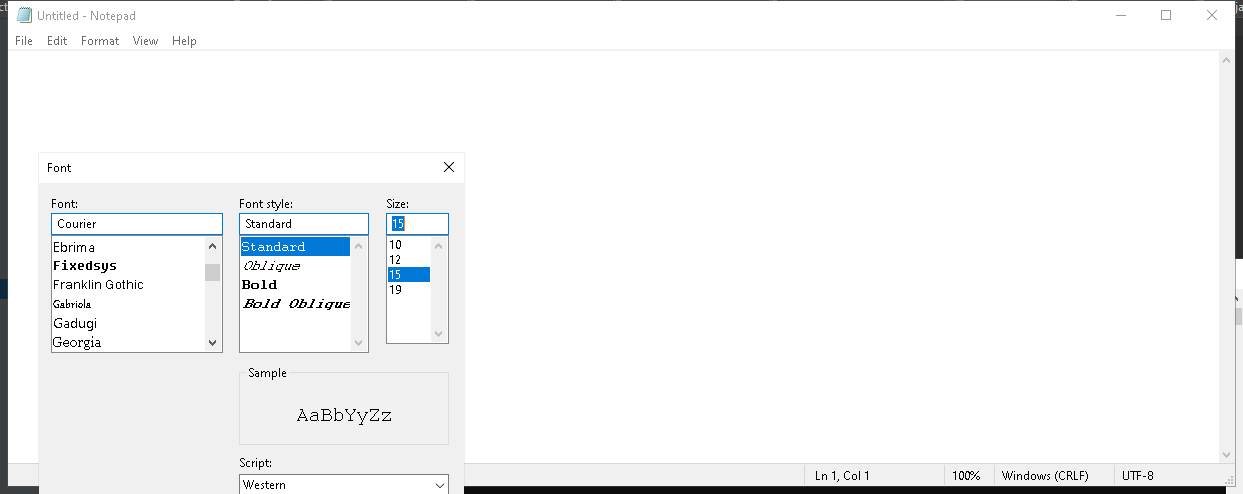 Untitled - Notepad
File Edit Format View Help
Font
Font: Font style: Size:
Courier Standard 15
Ebrima
Fixedsys
Franklin Gothic
Gabriola
Gadugi
Georgia
Standard
Oblique
Bold
Bold Oblique
10
12
15
19
Sample
AaBbYyZz
Script:
Western
Ln 1, Col 1 100% Windows (CRLF) UTF-8